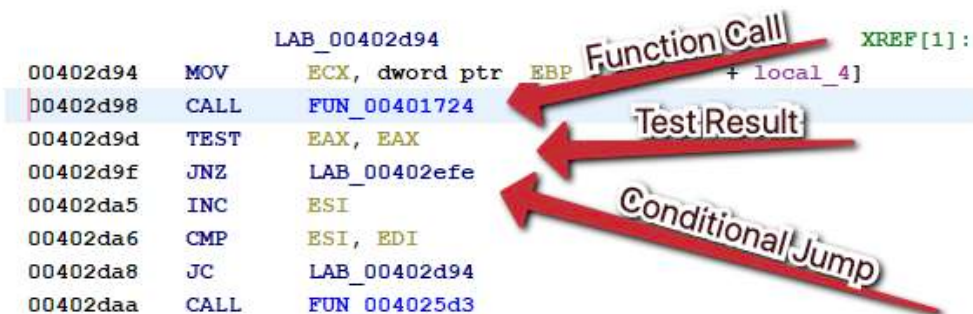 LAB_00402d94 XREF[1]:
Function Call
00402d94 MOV ECX, dword ptr EBP + local_4]
00402d98 CALL FUN_00401724
Test Result
00402d9d TEST EAX, EAX
00402d9f JNZ LAB_00402efe
00402da5 INC ESI
Conditional Jump
00402da6 CMP ESI, EDI
00402da8 JC LAB_00402d94
00402daa CALL FUN_004025d3